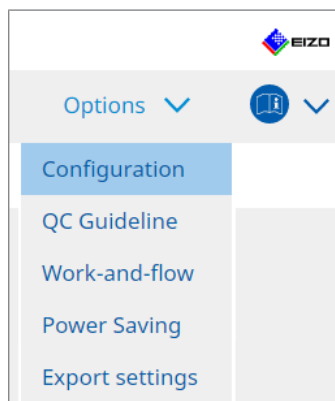 EIZO
Options
Configuration
QC Guideline
Work-and-flow
Power Saving
Export settings